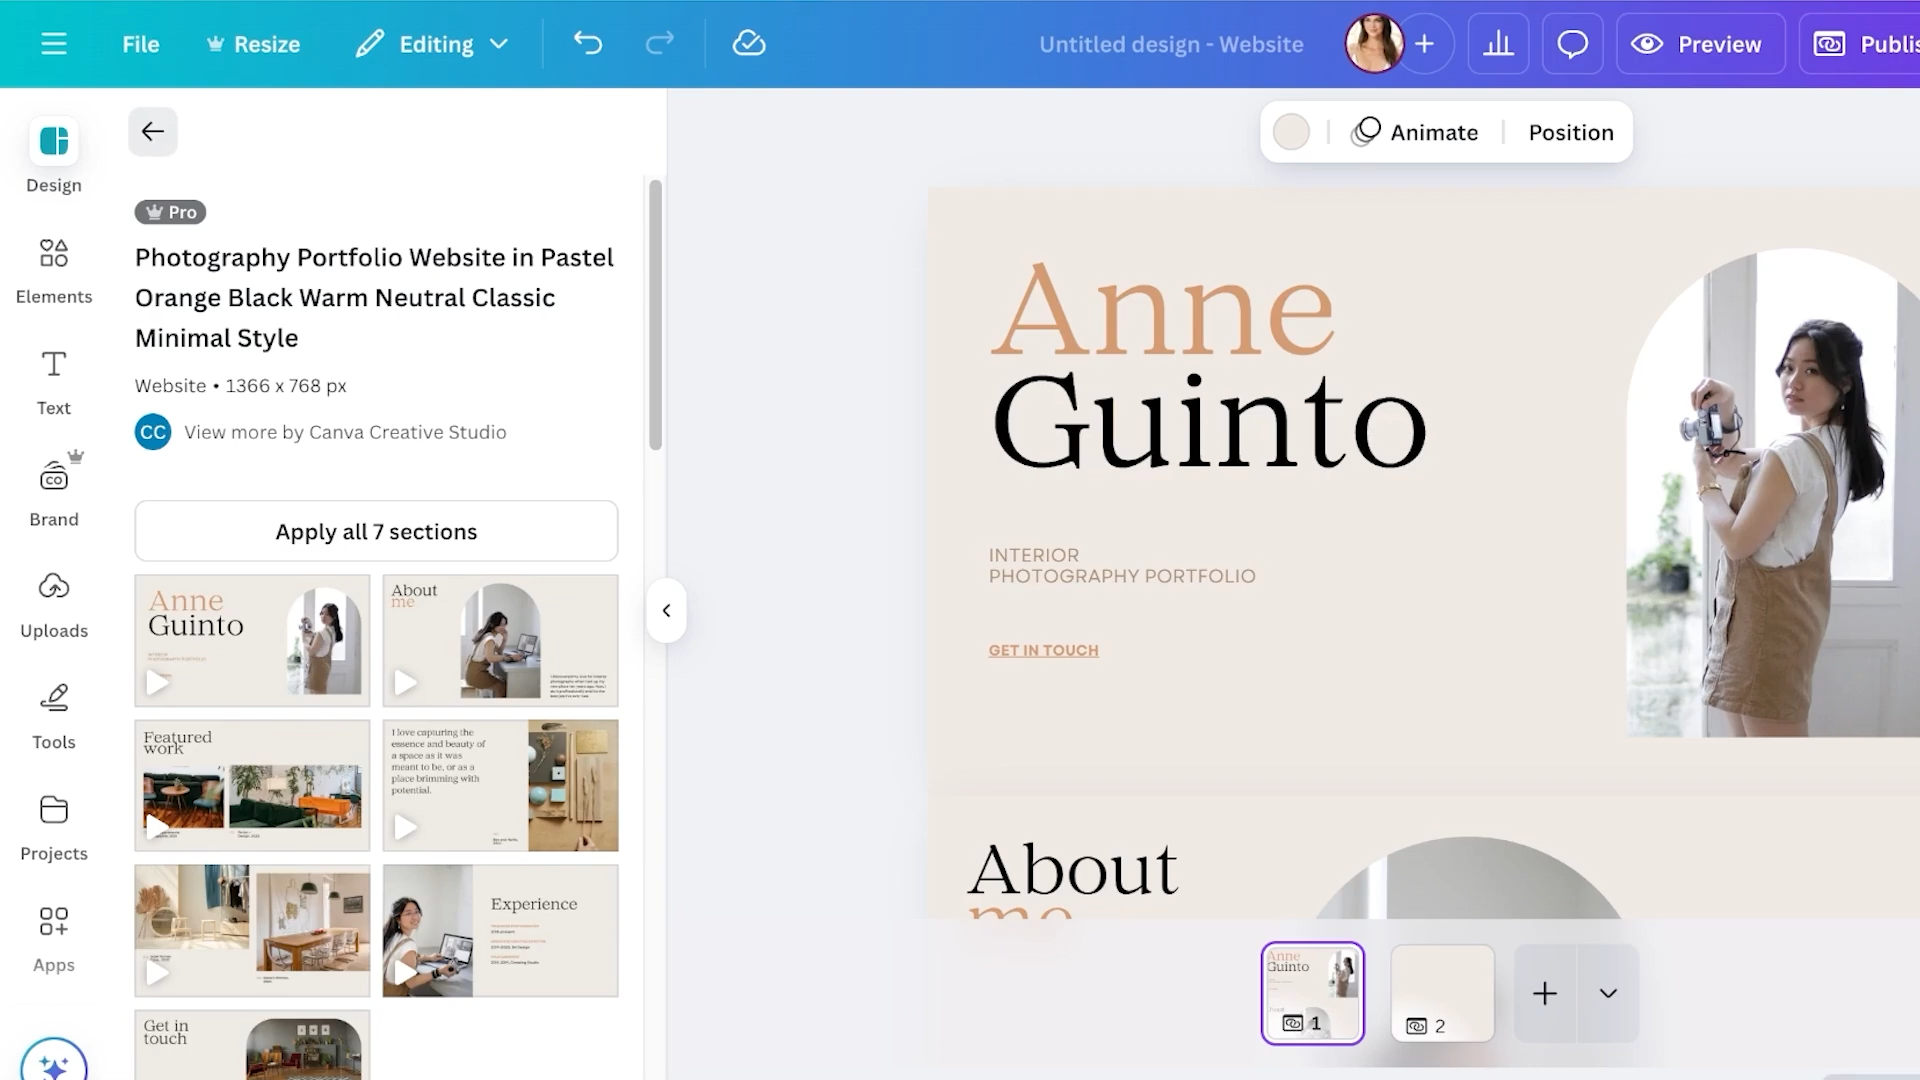 File
Resize
Editing
Untitled design - Website
+
Preview
Publis
Design
Elements
Text
CO
Brand
Uploads
Tools
Projects
Apps
Pro
Photography Portfolio Website in Pastel
Orange Black Warm Neutral Classic
Minimal Style
Website • 1366 x 768 px
CC View more by Canva Creative Studio
Apply all 7 sections
Anne
Guinto
About
me
Featured
work
I love capturing the
essence and beauty of
a space as it was
meant to be, or as a
place brimming with
potential.
Experience
Get in
touch
Animate
Position
Anne
Guinto
INTERIOR
PHOTOGRAPHY PORTFOLIO
GET IN TOUCH
About
me
Anne
Guinto
1
2